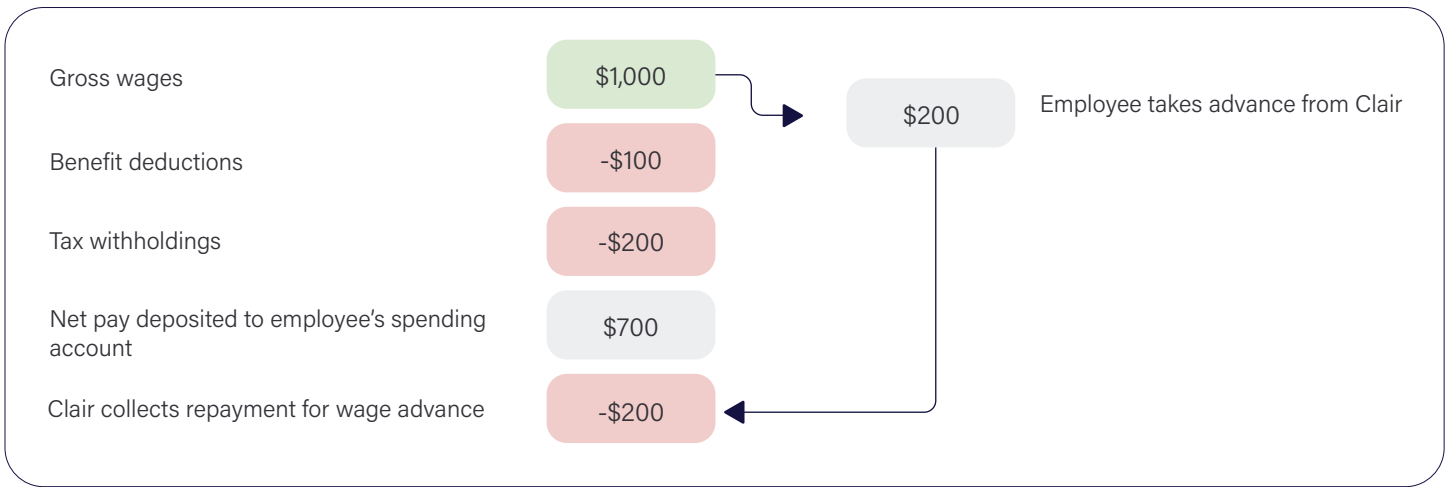 Gross wages
$1,000
$200
Employee takes advance from Clair
Benefit deductions
-$100
Tax withholdings
-$200
Net pay deposited to employee's spending
account
$700
Clair collects repayment for wage advance
-$200